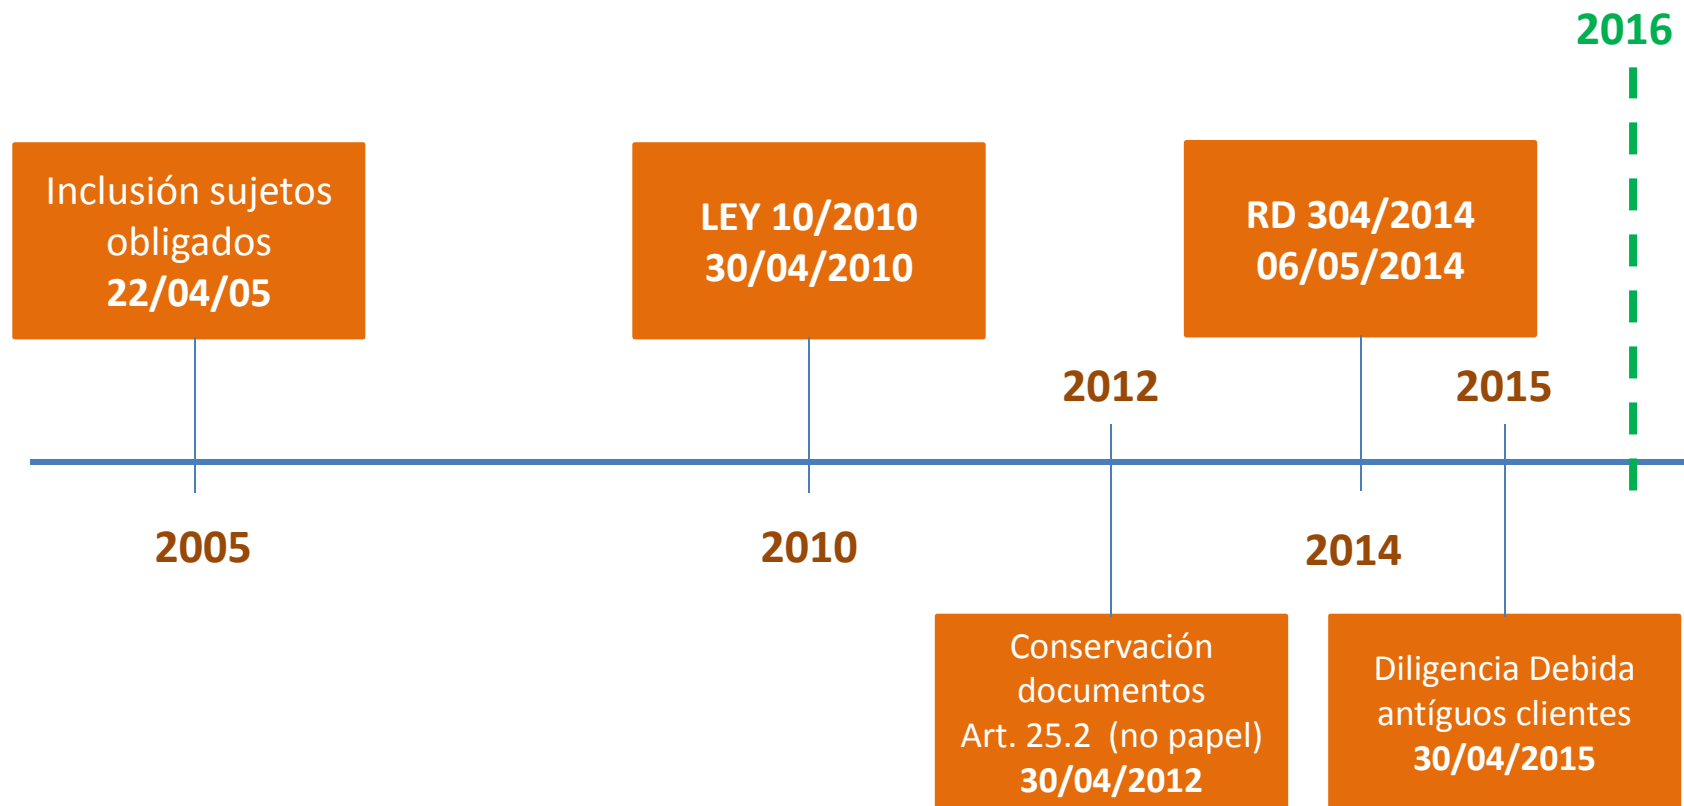 2016
Inclusión sujetos
obligados
22/04/05
LEY 10/2010
30/04/2010
RD 304/2014
06/05/2014
2012
2015
2005
2010
2014
Conservación
documentos
Art. 25.2 (no papel)
30/04/2012
Diligencia Debida
antíguos clientes
30/04/2015